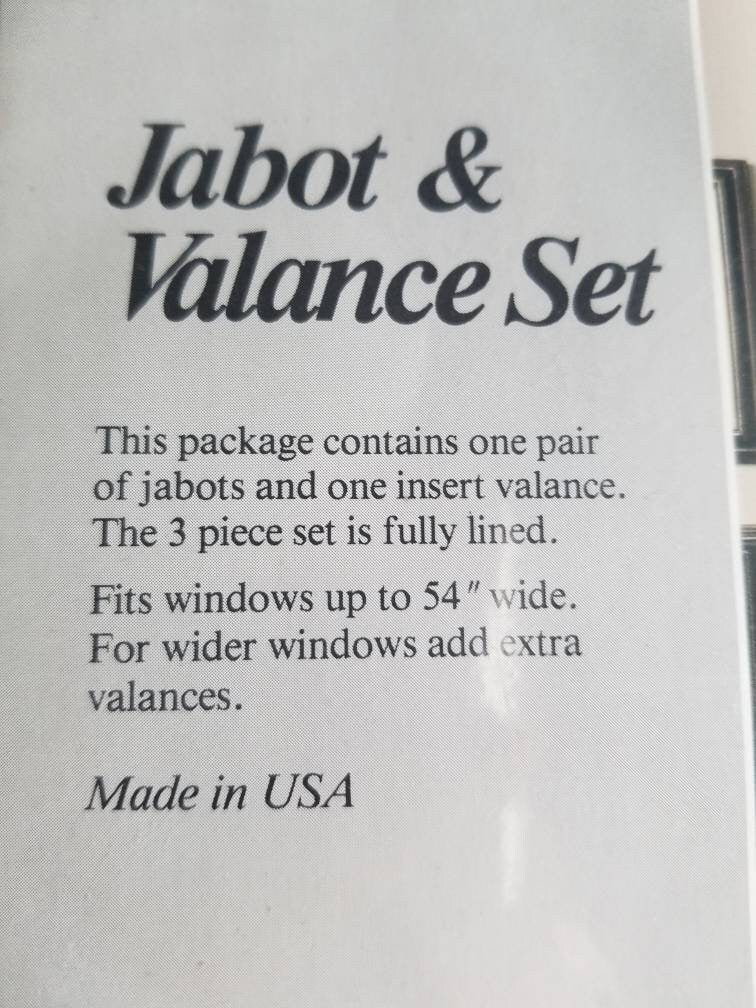 Jabot &
Valance Set
This package contains one pair
of jabots and one insert valance.
The 3 piece set is fully lined.
Fits windows up to 54" wide.
For wider windows add extra
valances.
Made in USA